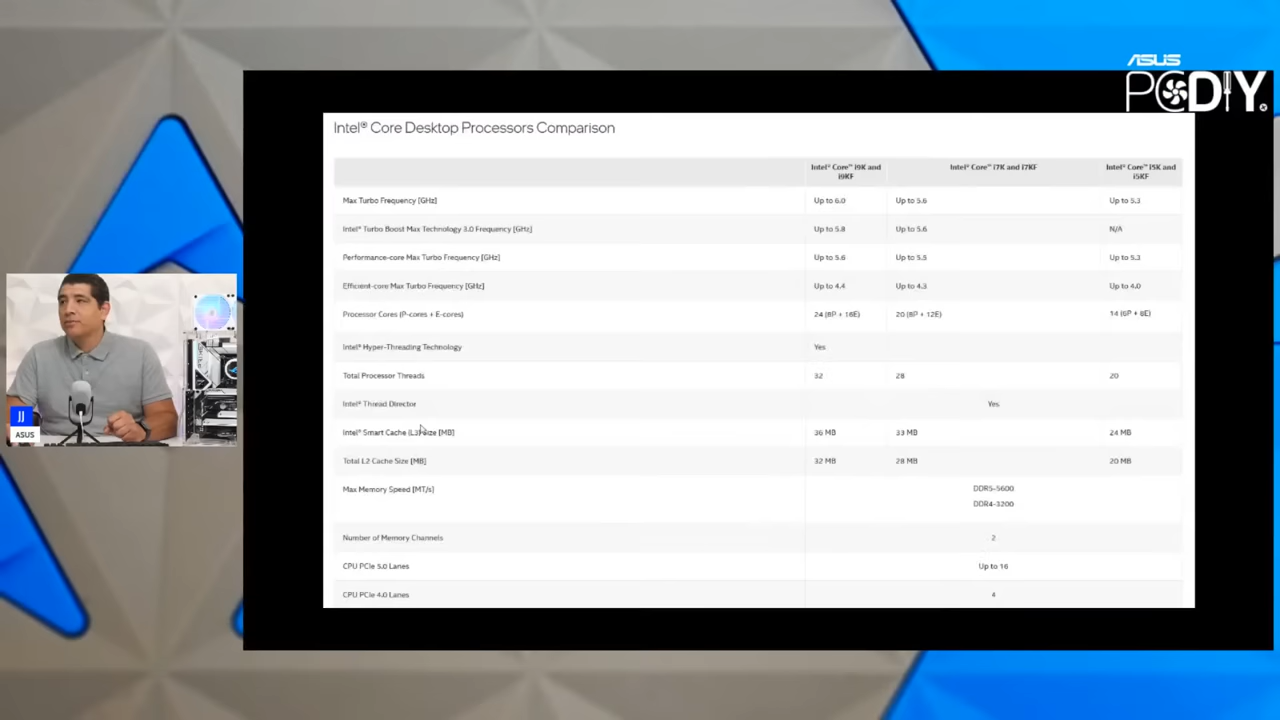 ASUS
PCDIY
Intel® Core Desktop Processors Comparison
Intel® Core™ i9K and i9KF
Intel® Core™ i7K and i7KF
Intel® Core™ i5K and i5KF
Max Turbo Frequency [GHz] Up to 6.0 Up to 5.6 Up to 5.3
Intel® Turbo Boost Max Technology 3.0 Frequency [GHz] Up to 5.8 Up to 5.6 N/A
Performance-core Max Turbo Frequency [GHz] Up to 5.6 Up to 5.5 Up to 5.3
Efficient-core Max Turbo Frequency [GHz] Up to 4.4 Up to 4.3 Up to 4.0
Processor Cores (P-cores + E-cores) 24 (8P + 16E) 20 (8P + 12E) 14 (6P + 8E)
Intel® Hyper-Threading Technology Yes
Total Processor Threads 32 28 20
Intel® Thread Director Yes
Intel® Smart Cache (L3) Size [MB] 36 MB 33 MB 24 MB
Total L2 Cache Size [MB] 32 MB 28 MB 20 MB
Max Memory Speed [MT/s] DDR5-5600
DDR4-3200
Number of Memory Channels 2
CPU PCIe 5.0 Lanes Up to 16
CPU PCIe 4.0 Lanes 4
JJ
ASUS